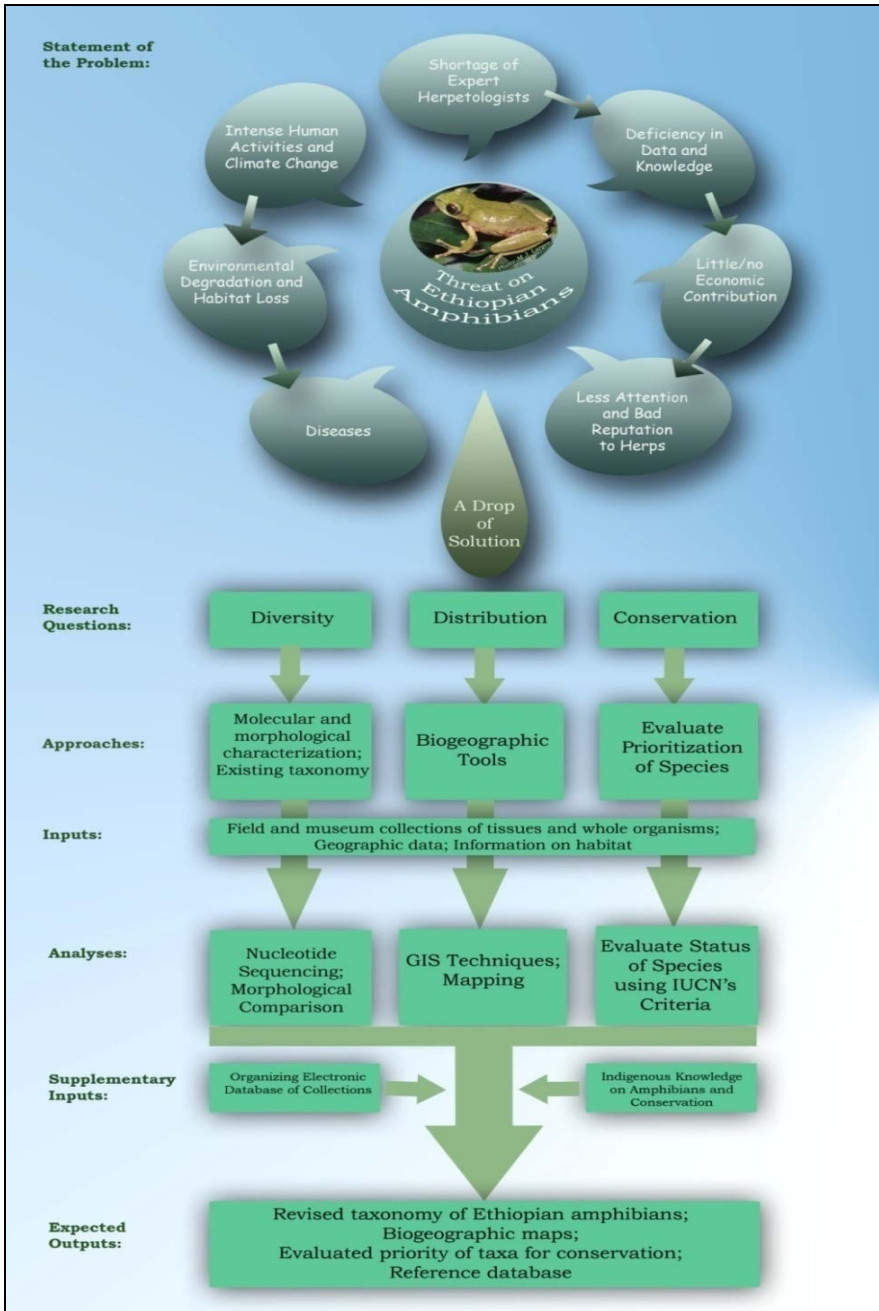 Statement of
the Problem:
Shortage of
Expert
Herpetologists
Intense Human
Activities and
Climate Change
Deficiency in
Data and
Knowledge
Threat on
Ethiopian
Amphibians
Environmental
Degradation and
Habitat Loss
Little/no
Economic
Contribution
Diseases
Less Attention
and Bad
Reputation
to Herps
A Drop
of
Solution
Research
Questions:
Diversity
Distribution
Conservation
Approaches:
Molecular and
morphological
characterization;
Existing taxonomy
Biogeographic
Tools
Evaluate
Prioritization
of Species
Inputs:
Field and museum collections of tissues and whole organisms;
Geographic data; Information on habitat
Analyses:
Nucleotide
Sequencing;
Morphological
Comparison
GIS Techniques;
Mapping
Evaluate Status
of Species
using IUCN's
Criteria
Supplementary
Inputs:
Organizing Electronic
Database of Collections
Indigenous Knowledge
on Amphibians and
Conservation
Expected
Outputs:
Revised taxonomy of Ethiopian amphibians;
Biogeographic maps;
Evaluated priority of taxa for conservation;
Reference database